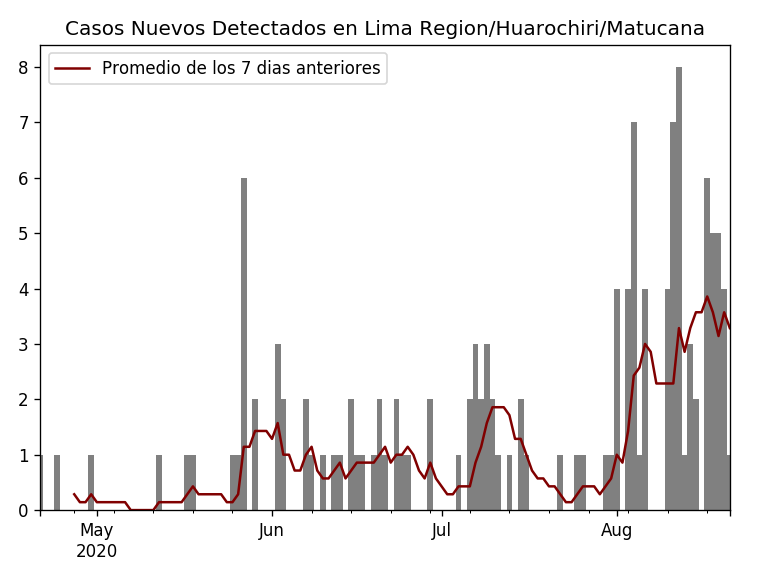 Casos Nuevos Detectados en Lima Region/Huarochiri/Matucana
Promedio de los 7 dias anteriores
8
7
6
5
4
3
2
1
0
May
2020
Jun
Jul
Aug